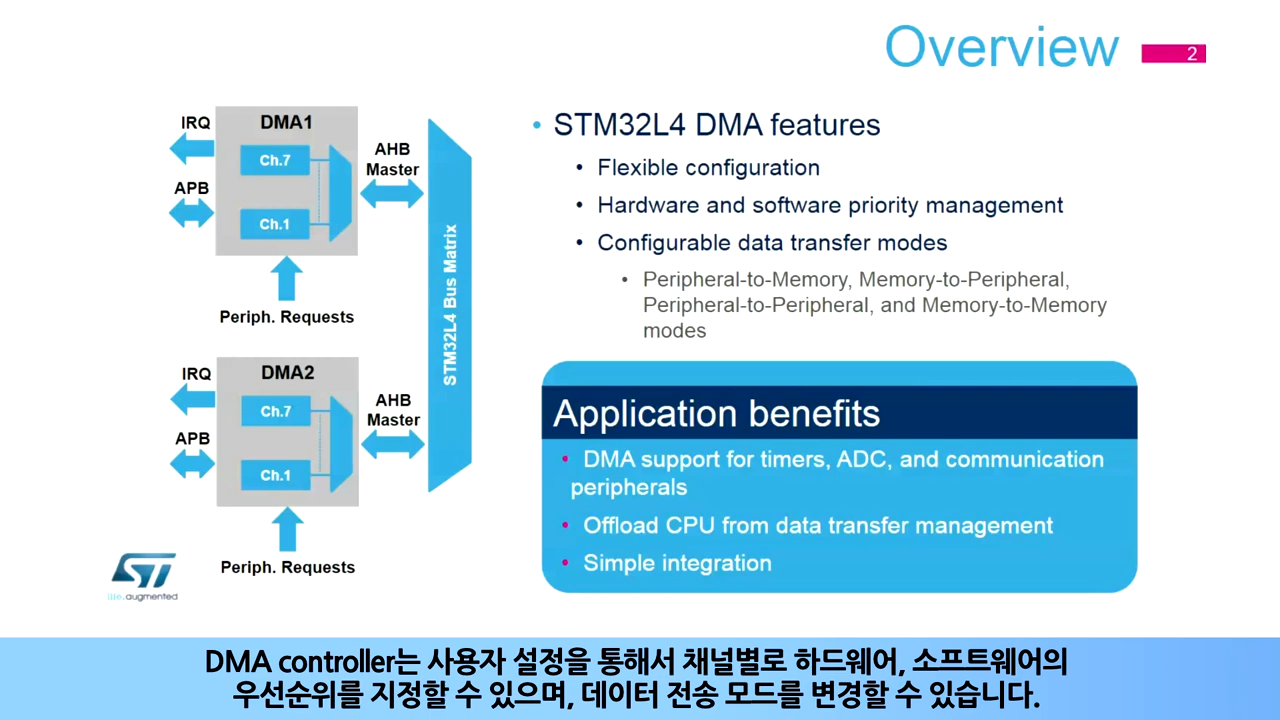 Overview
2
IRQ
DMA1
Ch.7
AHB
Master
APB
Ch.1
Periph. Requests
STM32L4 Bus Matrix
IRQ
DMA2
Ch.7
AHB
Master
APB
Ch.1
Periph. Requests
• STM32L4 DMA features
• Flexible configuration
• Hardware and software priority management
• Configurable data transfer modes
• Peripheral-to-Memory, Memory-to-Peripheral,
Peripheral-to-Peripheral, and Memory-to-Memory
modes
Application benefits
• DMA support for timers, ADC, and communication
peripherals
• Offload CPU from data transfer management
• Simple integration
ST
life.augmented
DMA controller는 사용자 설정을 통해서 채널별로 하드웨어, 소프트웨어의
우선순위를 지정할 수 있으며, 데이터 전송 모드를 변경할 수 있습니다.